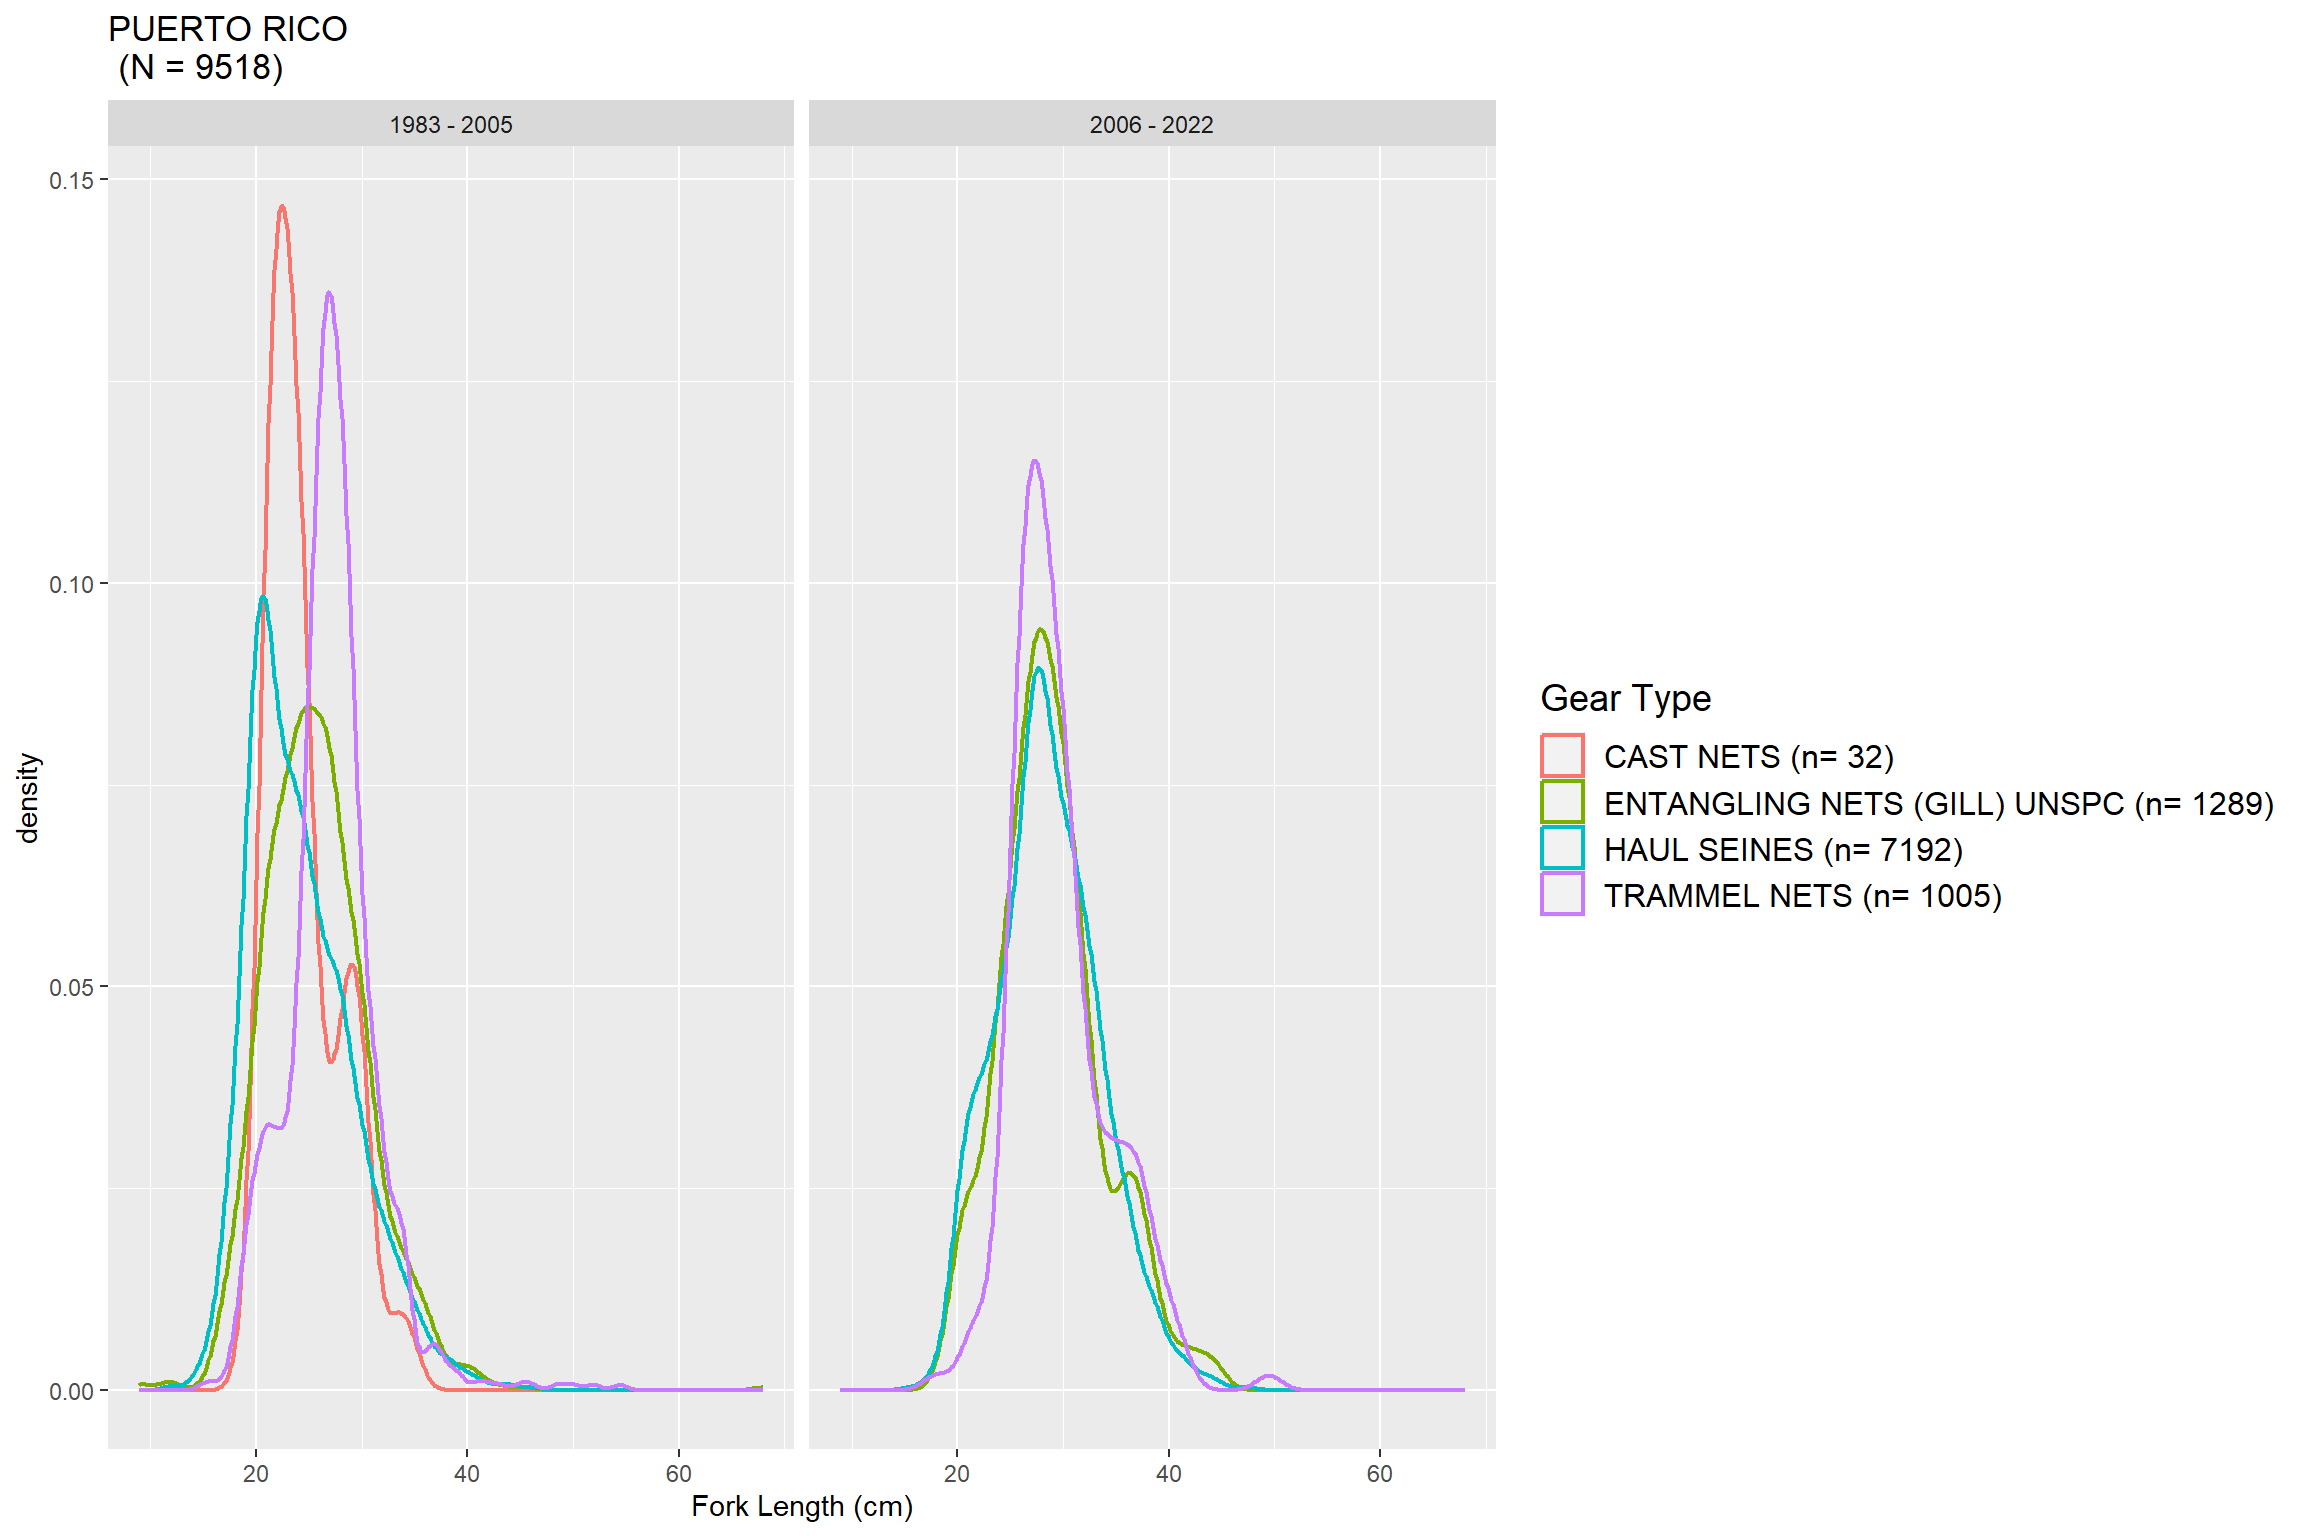 PUERTO RICO
(N = 9518)
1983 - 2005
2006 - 2022
0.15
0.10
0.05
0.00
density
20
40
60
20
40
60
Fork Length (cm)
Gear Type
CAST NETS (n= 32)
ENTANGLING NETS (GILL) UNSPC (n= 1289)
HAUL SEINES (n= 7192)
TRAMMEL NETS (n= 1005)